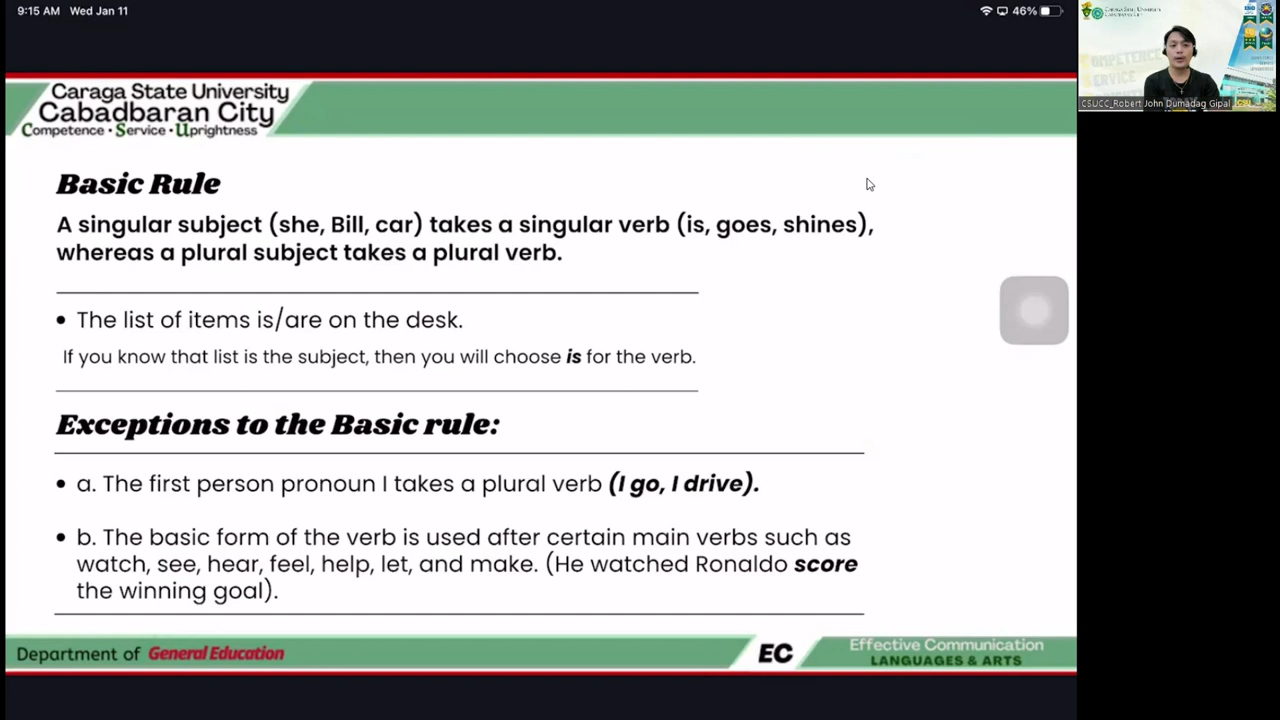 9:15 AM Wed Jan 11
46%
Caraga State University
Cabadbaran City
Competence • Service • Uprightness
Basic Rule
A singular subject (she, Bill, car) takes a singular verb (is, goes, shines),
whereas a plural subject takes a plural verb.
• The list of items is/are on the desk.
If you know that list is the subject, then you will choose is for the verb.
Exceptions to the Basic rule:
• a. The first person pronoun I takes a plural verb (I go, I drive).
• b. The basic form of the verb is used after certain main verbs such as
watch, see, hear, feel, help, let, and make. (He watched Ronaldo score
the winning goal).
Department of General Education
EC
Effective Communication
LANGUAGES & ARTS
Caraga State University
CSUCC_Robert John Dumadag Gipal